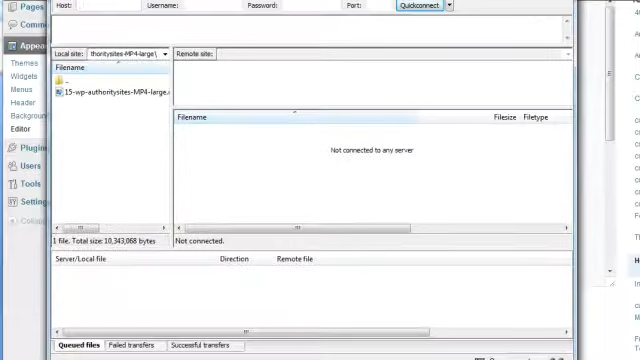 Pages
Host:
Username:
Password:
Port:
Quickconnect
Appea
Themes
Widgets
Menus
Header
Background
Editor
Plugin
Users
Tools
Setting
Local site:
thoritysites-MP4-large\
Remote site:
Filename
..
15-wp-authoritysites-MP4-large.
Filename
Filesize
Filetype
Not connected to any server
1 file. Total size: 10,343,068 bytes
Not connected.
Server/Local file
Direction
Remote file
Queued files
Failed transfers
Successful transfers